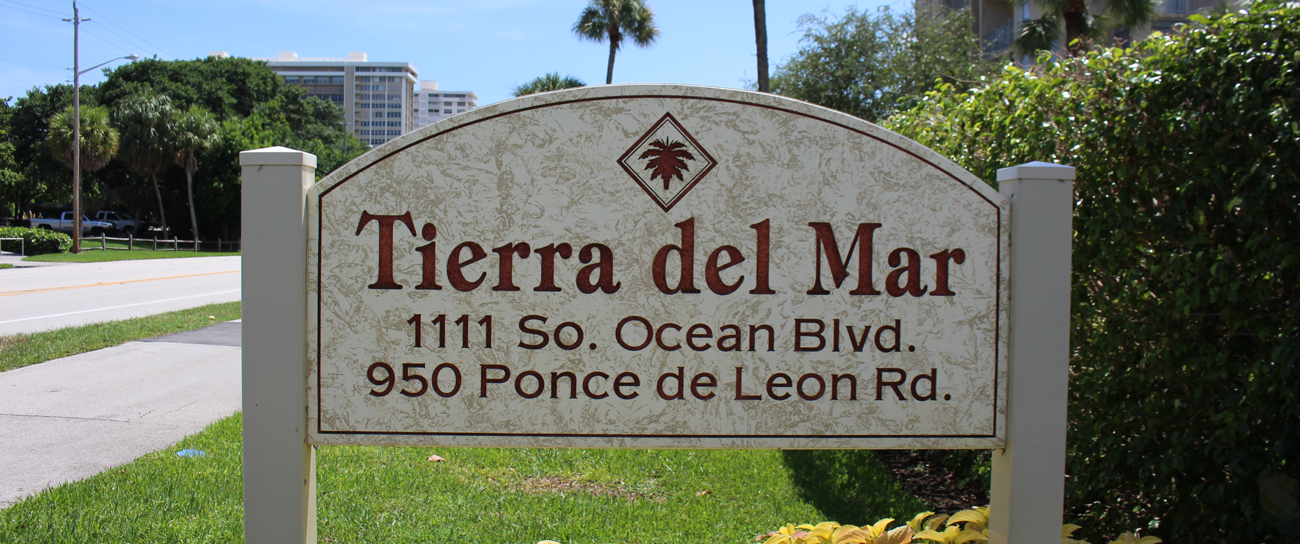 Tierra del Mar
1111 So. Ocean Blvd.
950 Ponce de Leon Rd.